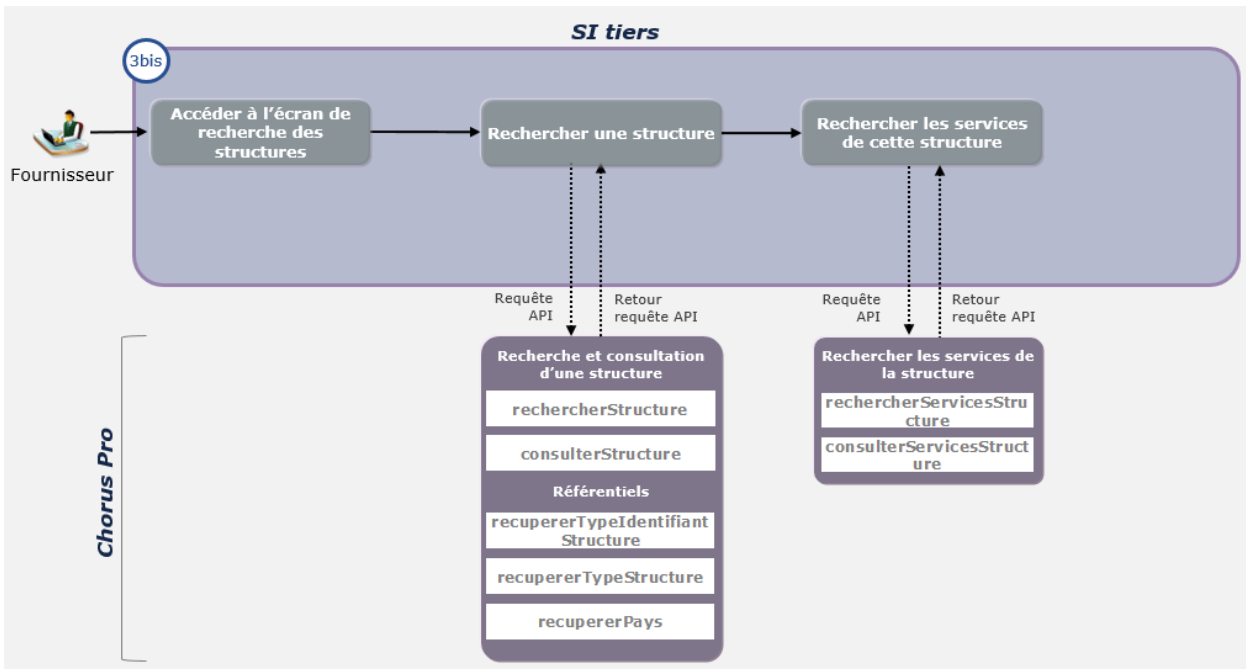 SI tiers
3bis
Accéder à l'écran de
recherche des
structures
Rechercher une structure
Rechercher les services
de cette structure
Fournisseur
Requête
API
Retour
requête API
Requête
API
Retour
requête API
Chorus Pro
Recherche et consultation
d'une structure
rechercherStructure
consulterStructure
Référentiels
recupererTypeIdentifiant
Structure
recupererTypeStructure
recupererPays
Rechercher les services de
la structure
rechercherServicesStru
cture
consulterServicesStruct
ure